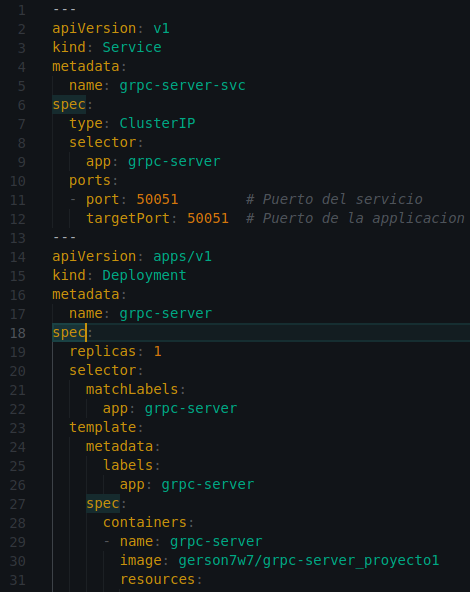 1 ---
2 apiVersion: v1
3 kind: Service
4 metadata:
5   name: grpc-server-svc
6 spec:
7   type: ClusterIP
8   selector:
9     app: grpc-server
10   ports:
11   - port: 50051        # Puerto del servicio
12     targetPort: 50051  # Puerto de la applicacion
13 ---
14 apiVersion: apps/v1
15 kind: Deployment
16 metadata:
17   name: grpc-server
18 spec:
19   replicas: 1
20   selector:
21     matchLabels:
22       app: grpc-server
23   template:
24     metadata:
25       labels:
26         app: grpc-server
27     spec:
28       containers:
29       - name: grpc-server
30         image: gerson7w7/grpc-server_proyecto1
31         resources: